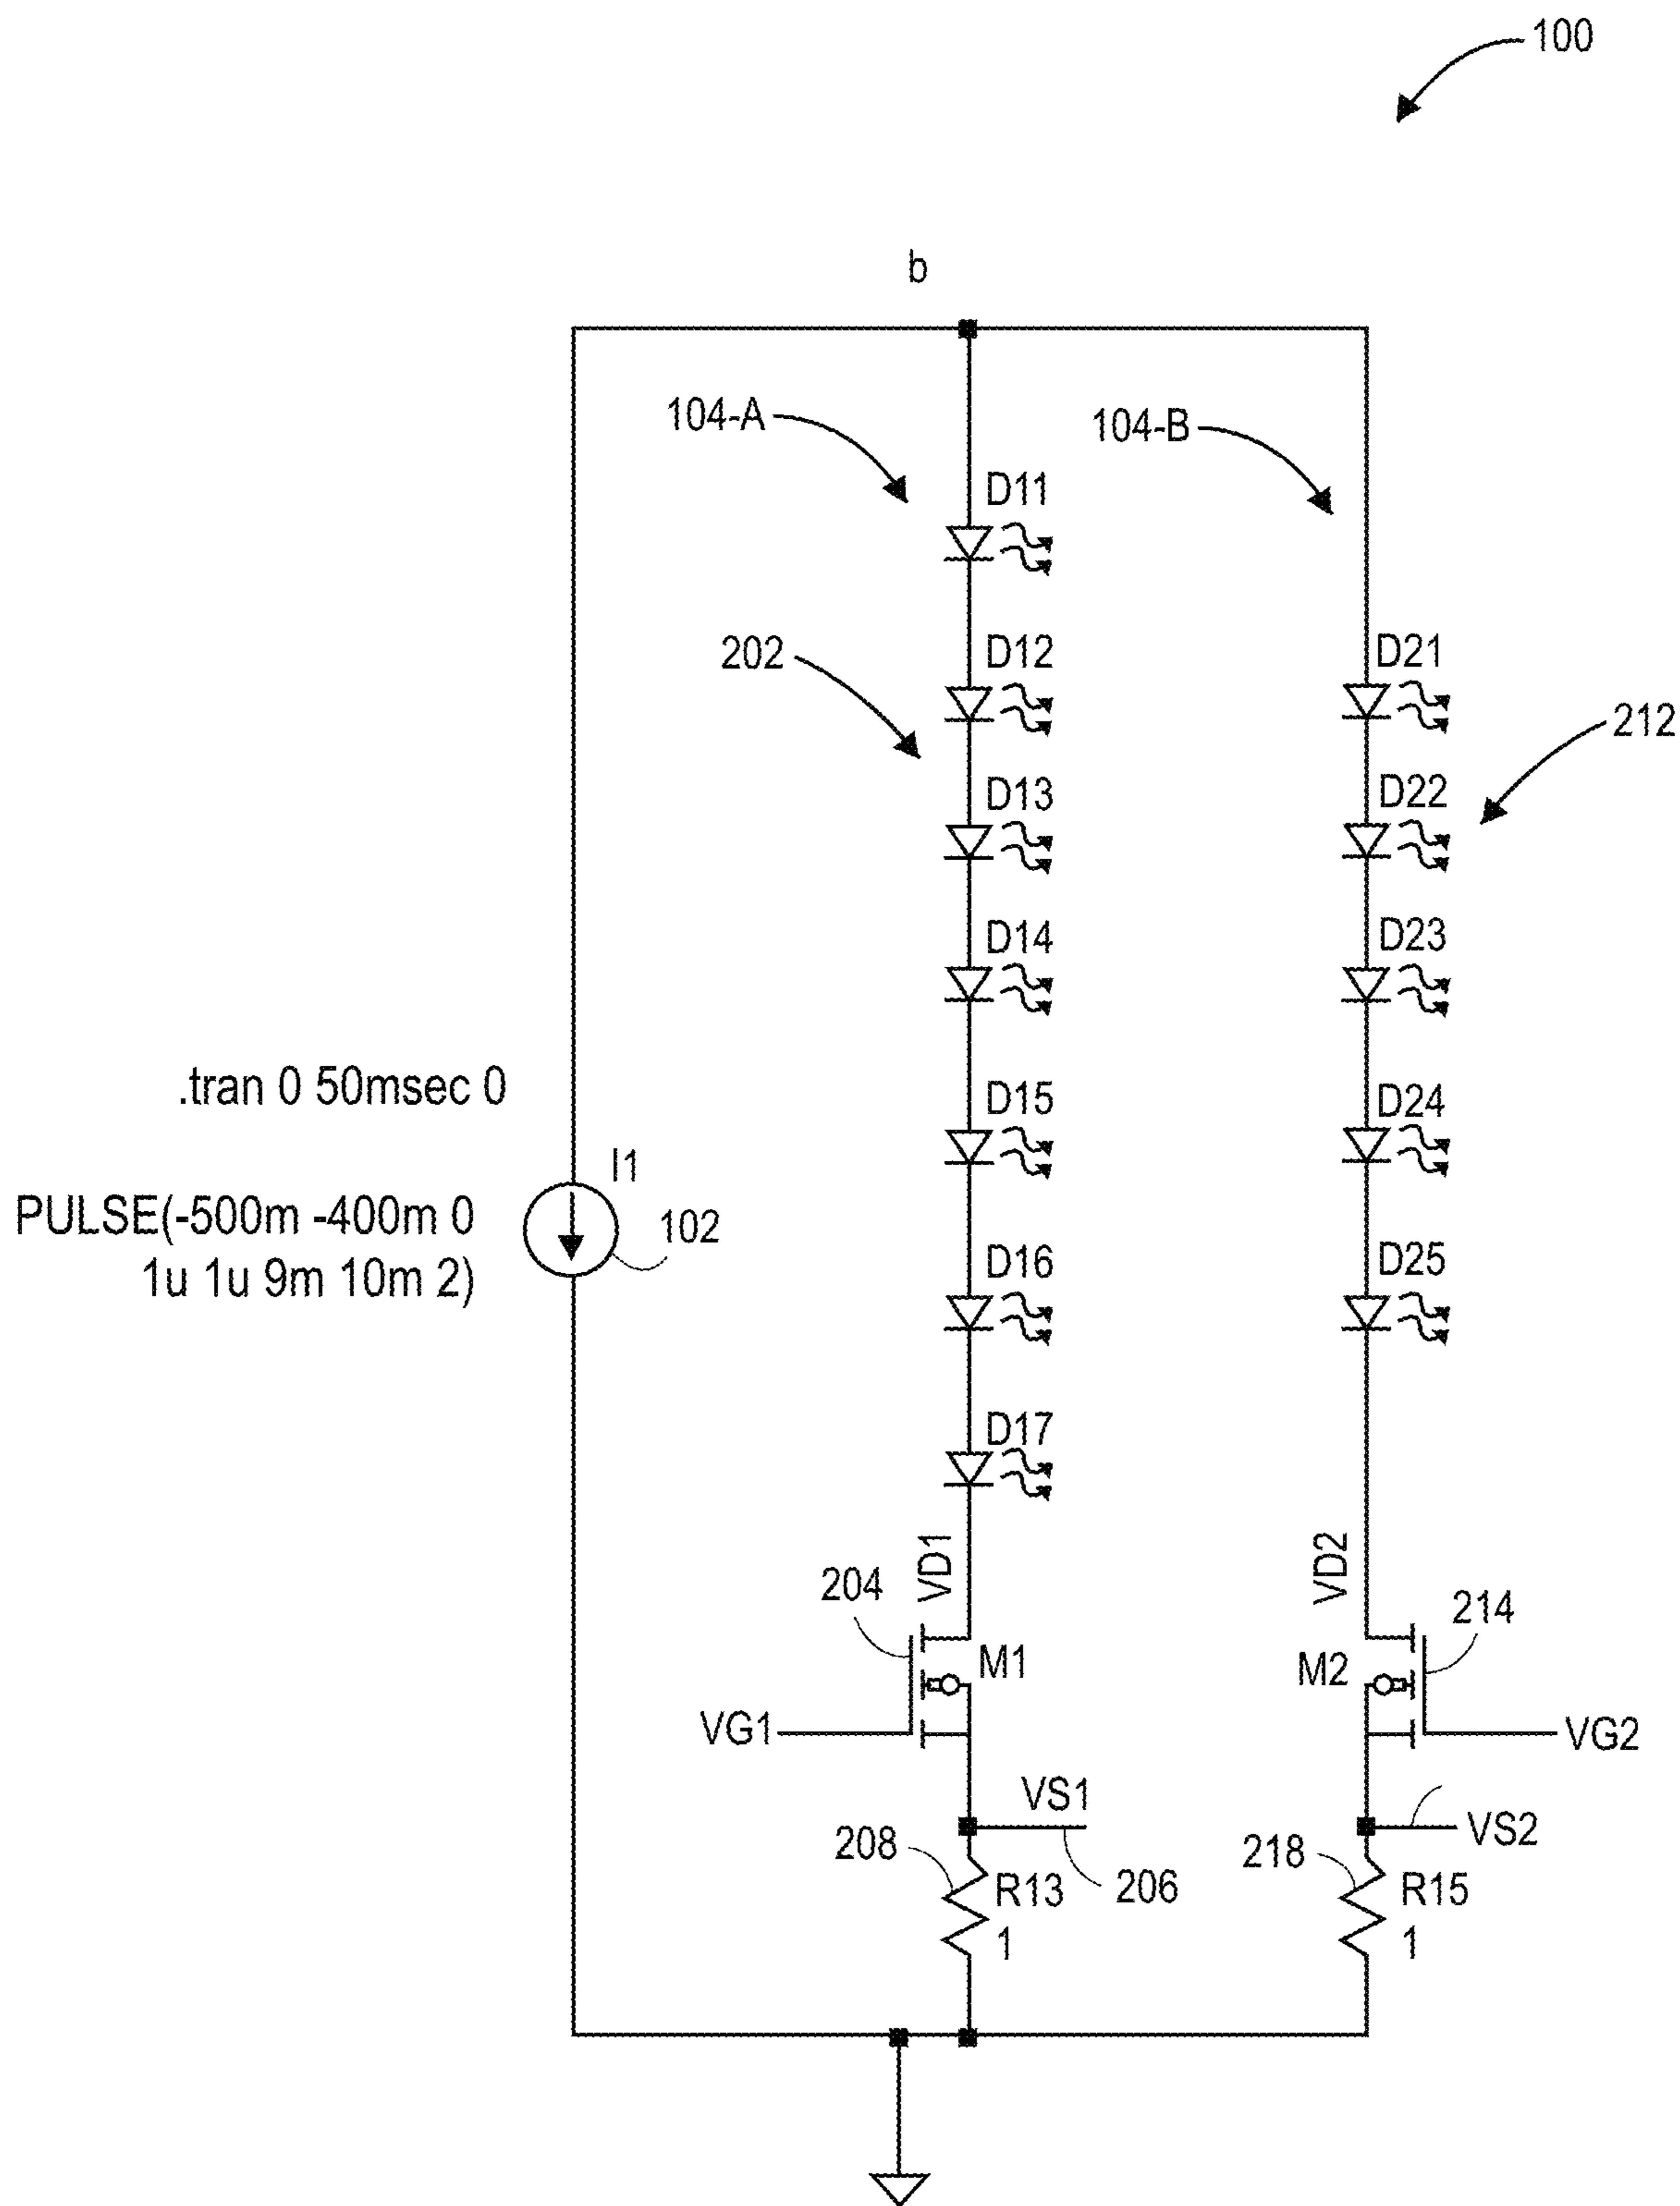 100
b
104-A
104-B
D11
202
D12
D21
212
D13
D22
D14
D23
.tran 0 50msec 0
D15
D24
I1
PULSE(-500m -400m 0
1u 1u 9m 10m 2)
102
D16
D25
D17
VD1
VD2
204
214
M1
M2
VG1
VG2
VS1
VS2
208
R13
1
206
218
R15
1